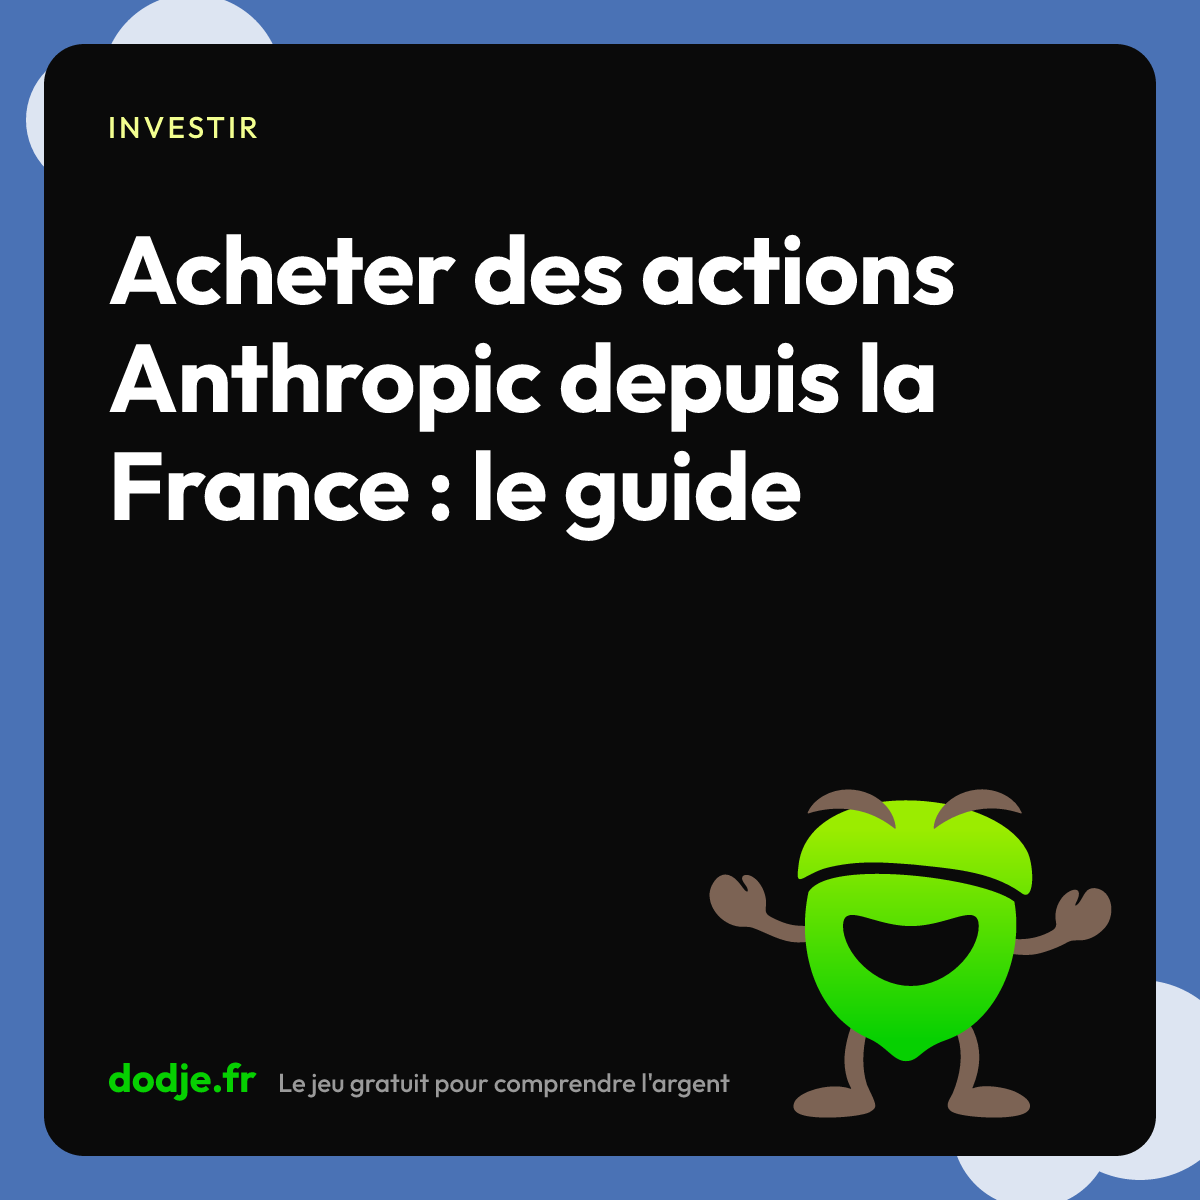 INVESTIR
Acheter des actions
Anthropic depuis la
France : le guide
dodje.fr Le jeu gratuit pour comprendre l'argent